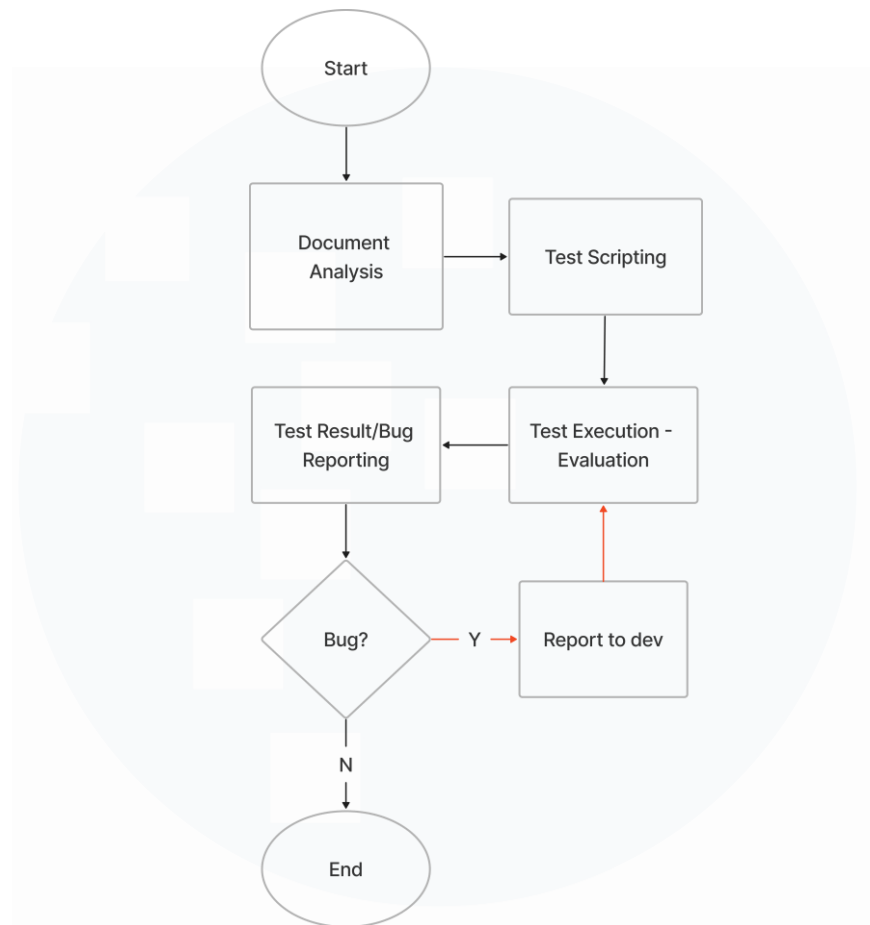 Start
Document
Analysis
Test Scripting
Test Result/Bug
Reporting
Test Execution -
Evaluation
Bug?
Y
Report to dev
N
End